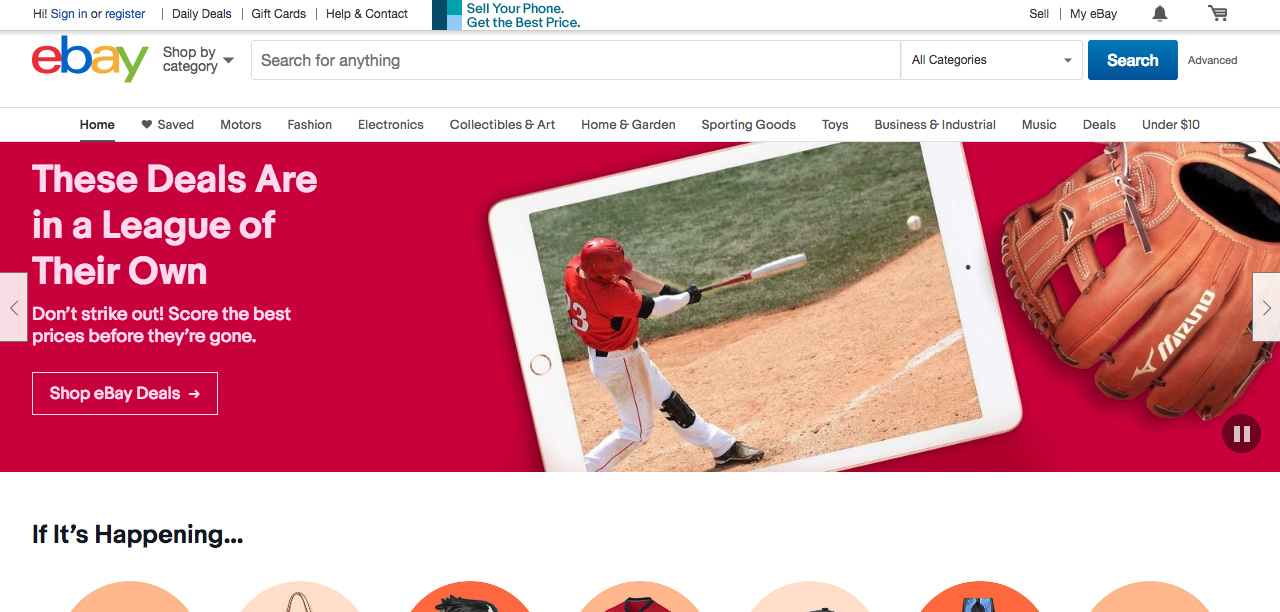 Hi! Sign in or register
Daily Deals
Gift Cards
Help & Contact
Sell Your Phone.
Get the Best Price.
Sell
My eBay
ebay
Shop by
category
Search for anything
All Categories
Search
Advanced
Home
Saved
Motors
Fashion
Electronics
Collectibles & Art
Home & Garden
Sporting Goods
Toys
Business & Industrial
Music
Deals
Under $10
These Deals Are
in a League of
Their Own
Don't strike out! Score the best
prices before they're gone.
Shop eBay Deals →
23
MIZUNO
If It's Happening...